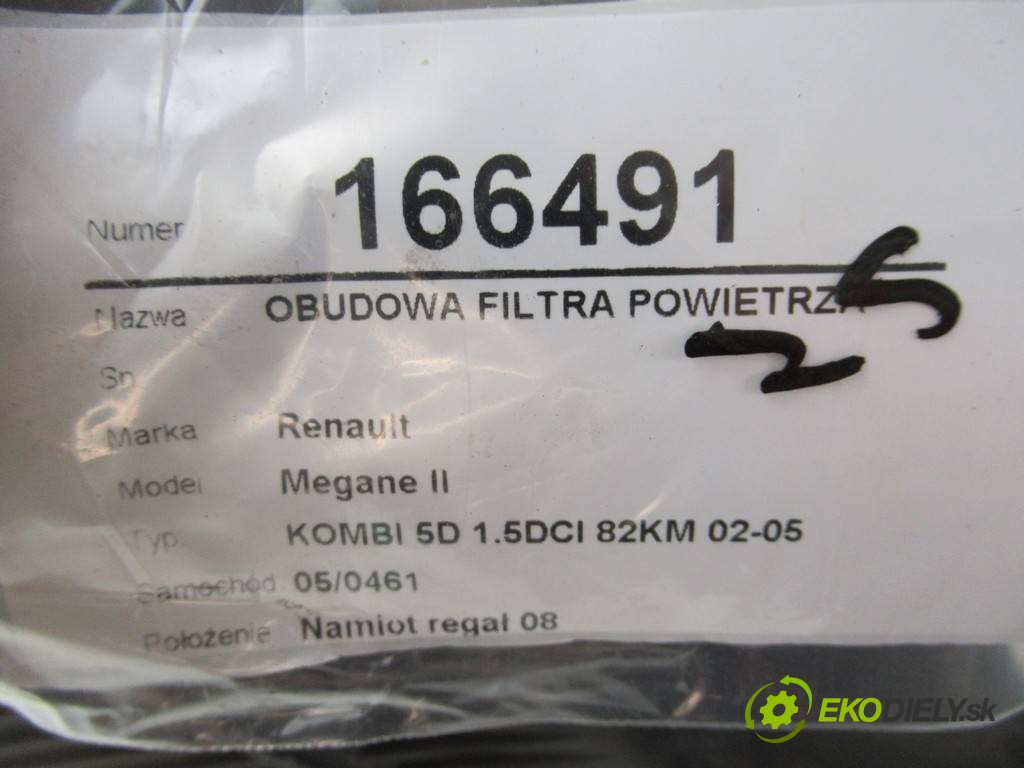 Numer 166491
Nazwa OBUDOWA FILTRA POWIETRZA
Sn
Marka Renault
Model Megane II
Typ KOMBI 5D 1.5DCI 82KM 02-05
Samochód 05/0461
Położenie Namiot regał 08
EKODIELY.sk